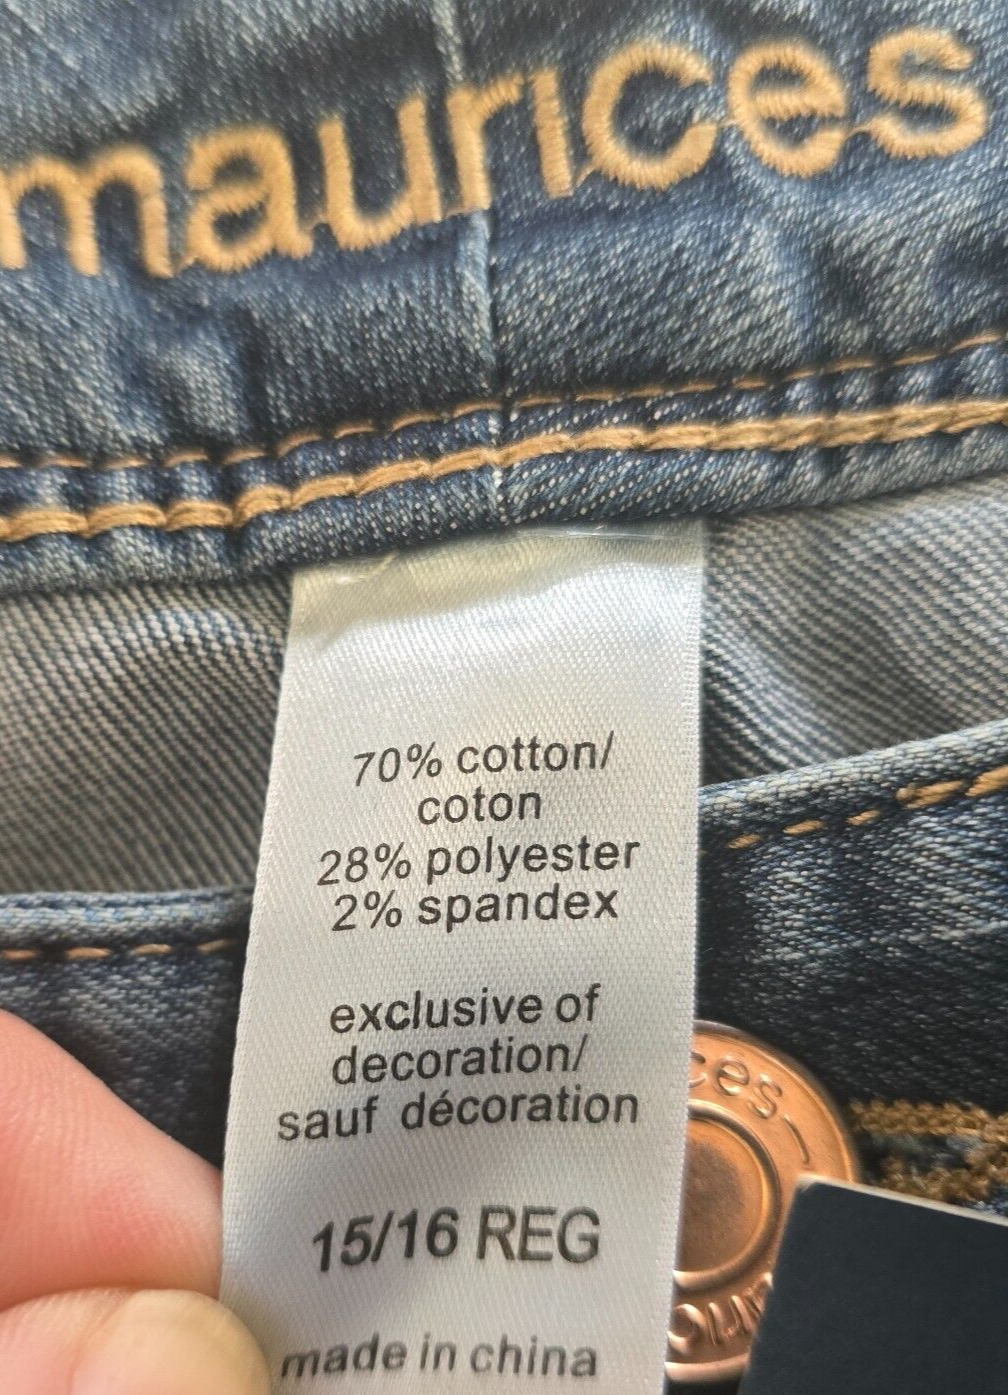 maurices
70% cotton/
coton
28% polyester
2% spandex
exclusive of
decoration/
sauf décoration
15/16 REG
made in china